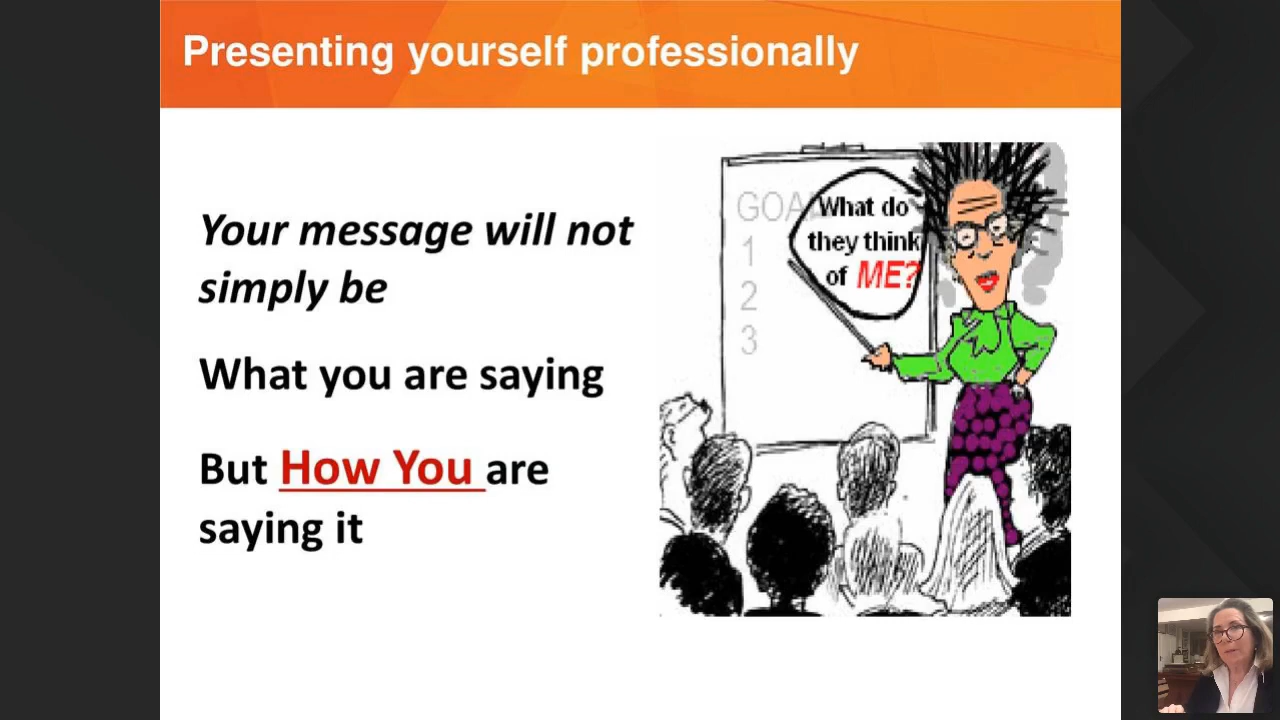 Presenting yourself professionally
Your message will not
simply be
What you are saying
But How You are
saying it
GOA
1
2
3
What do
they think
of ME?